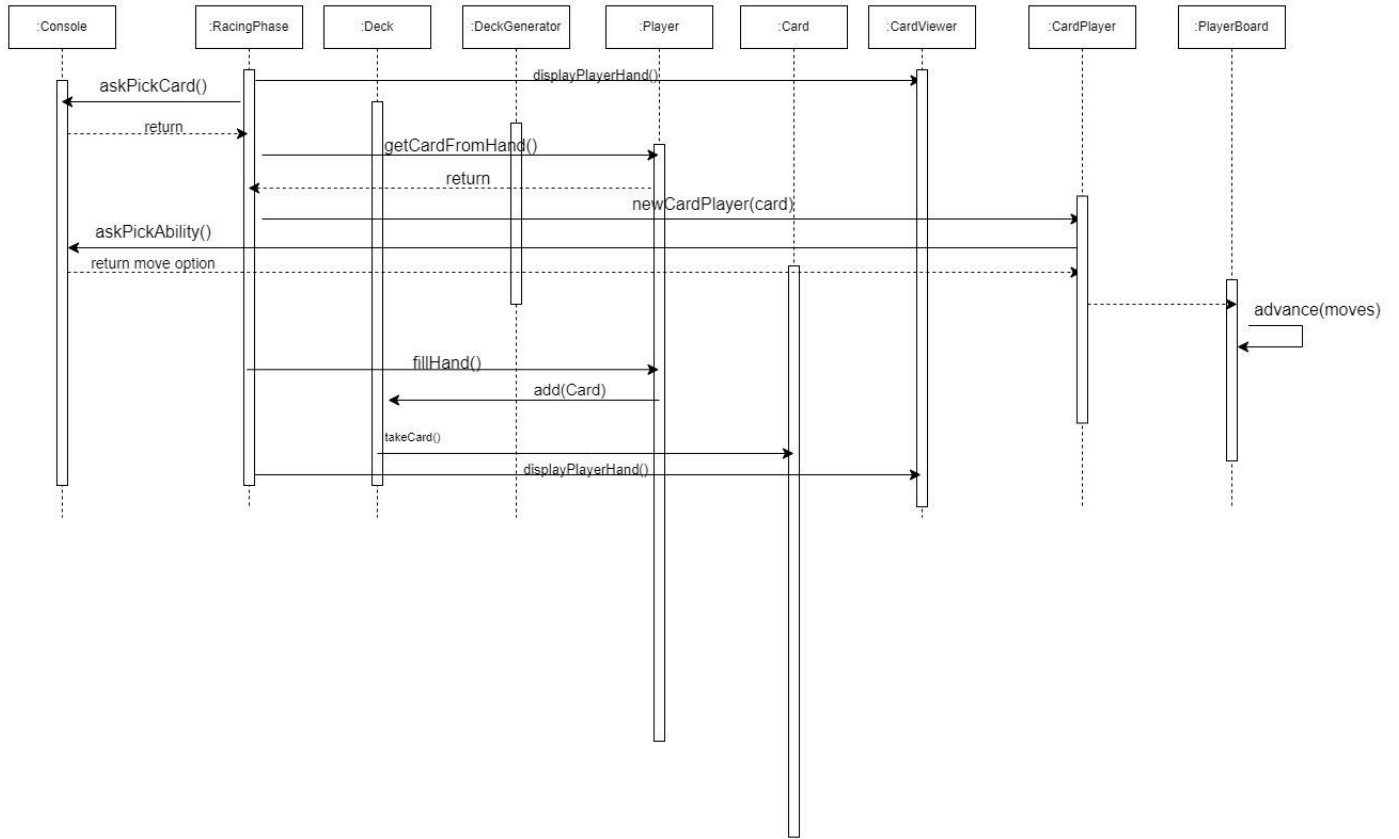 :Console
:RacingPhase
:Deck
:DeckGenerator
:Player
:Card
:CardViewer
:CardPlayer
:PlayerBoard
displayPlayerHand()
askPickCard()
return
getCardFromHand()
return
newCardPlayer(card)
askPickAbility()
return move option
advance(moves)
fillHand()
add(Card)
takeCard()
displayPlayerHand()